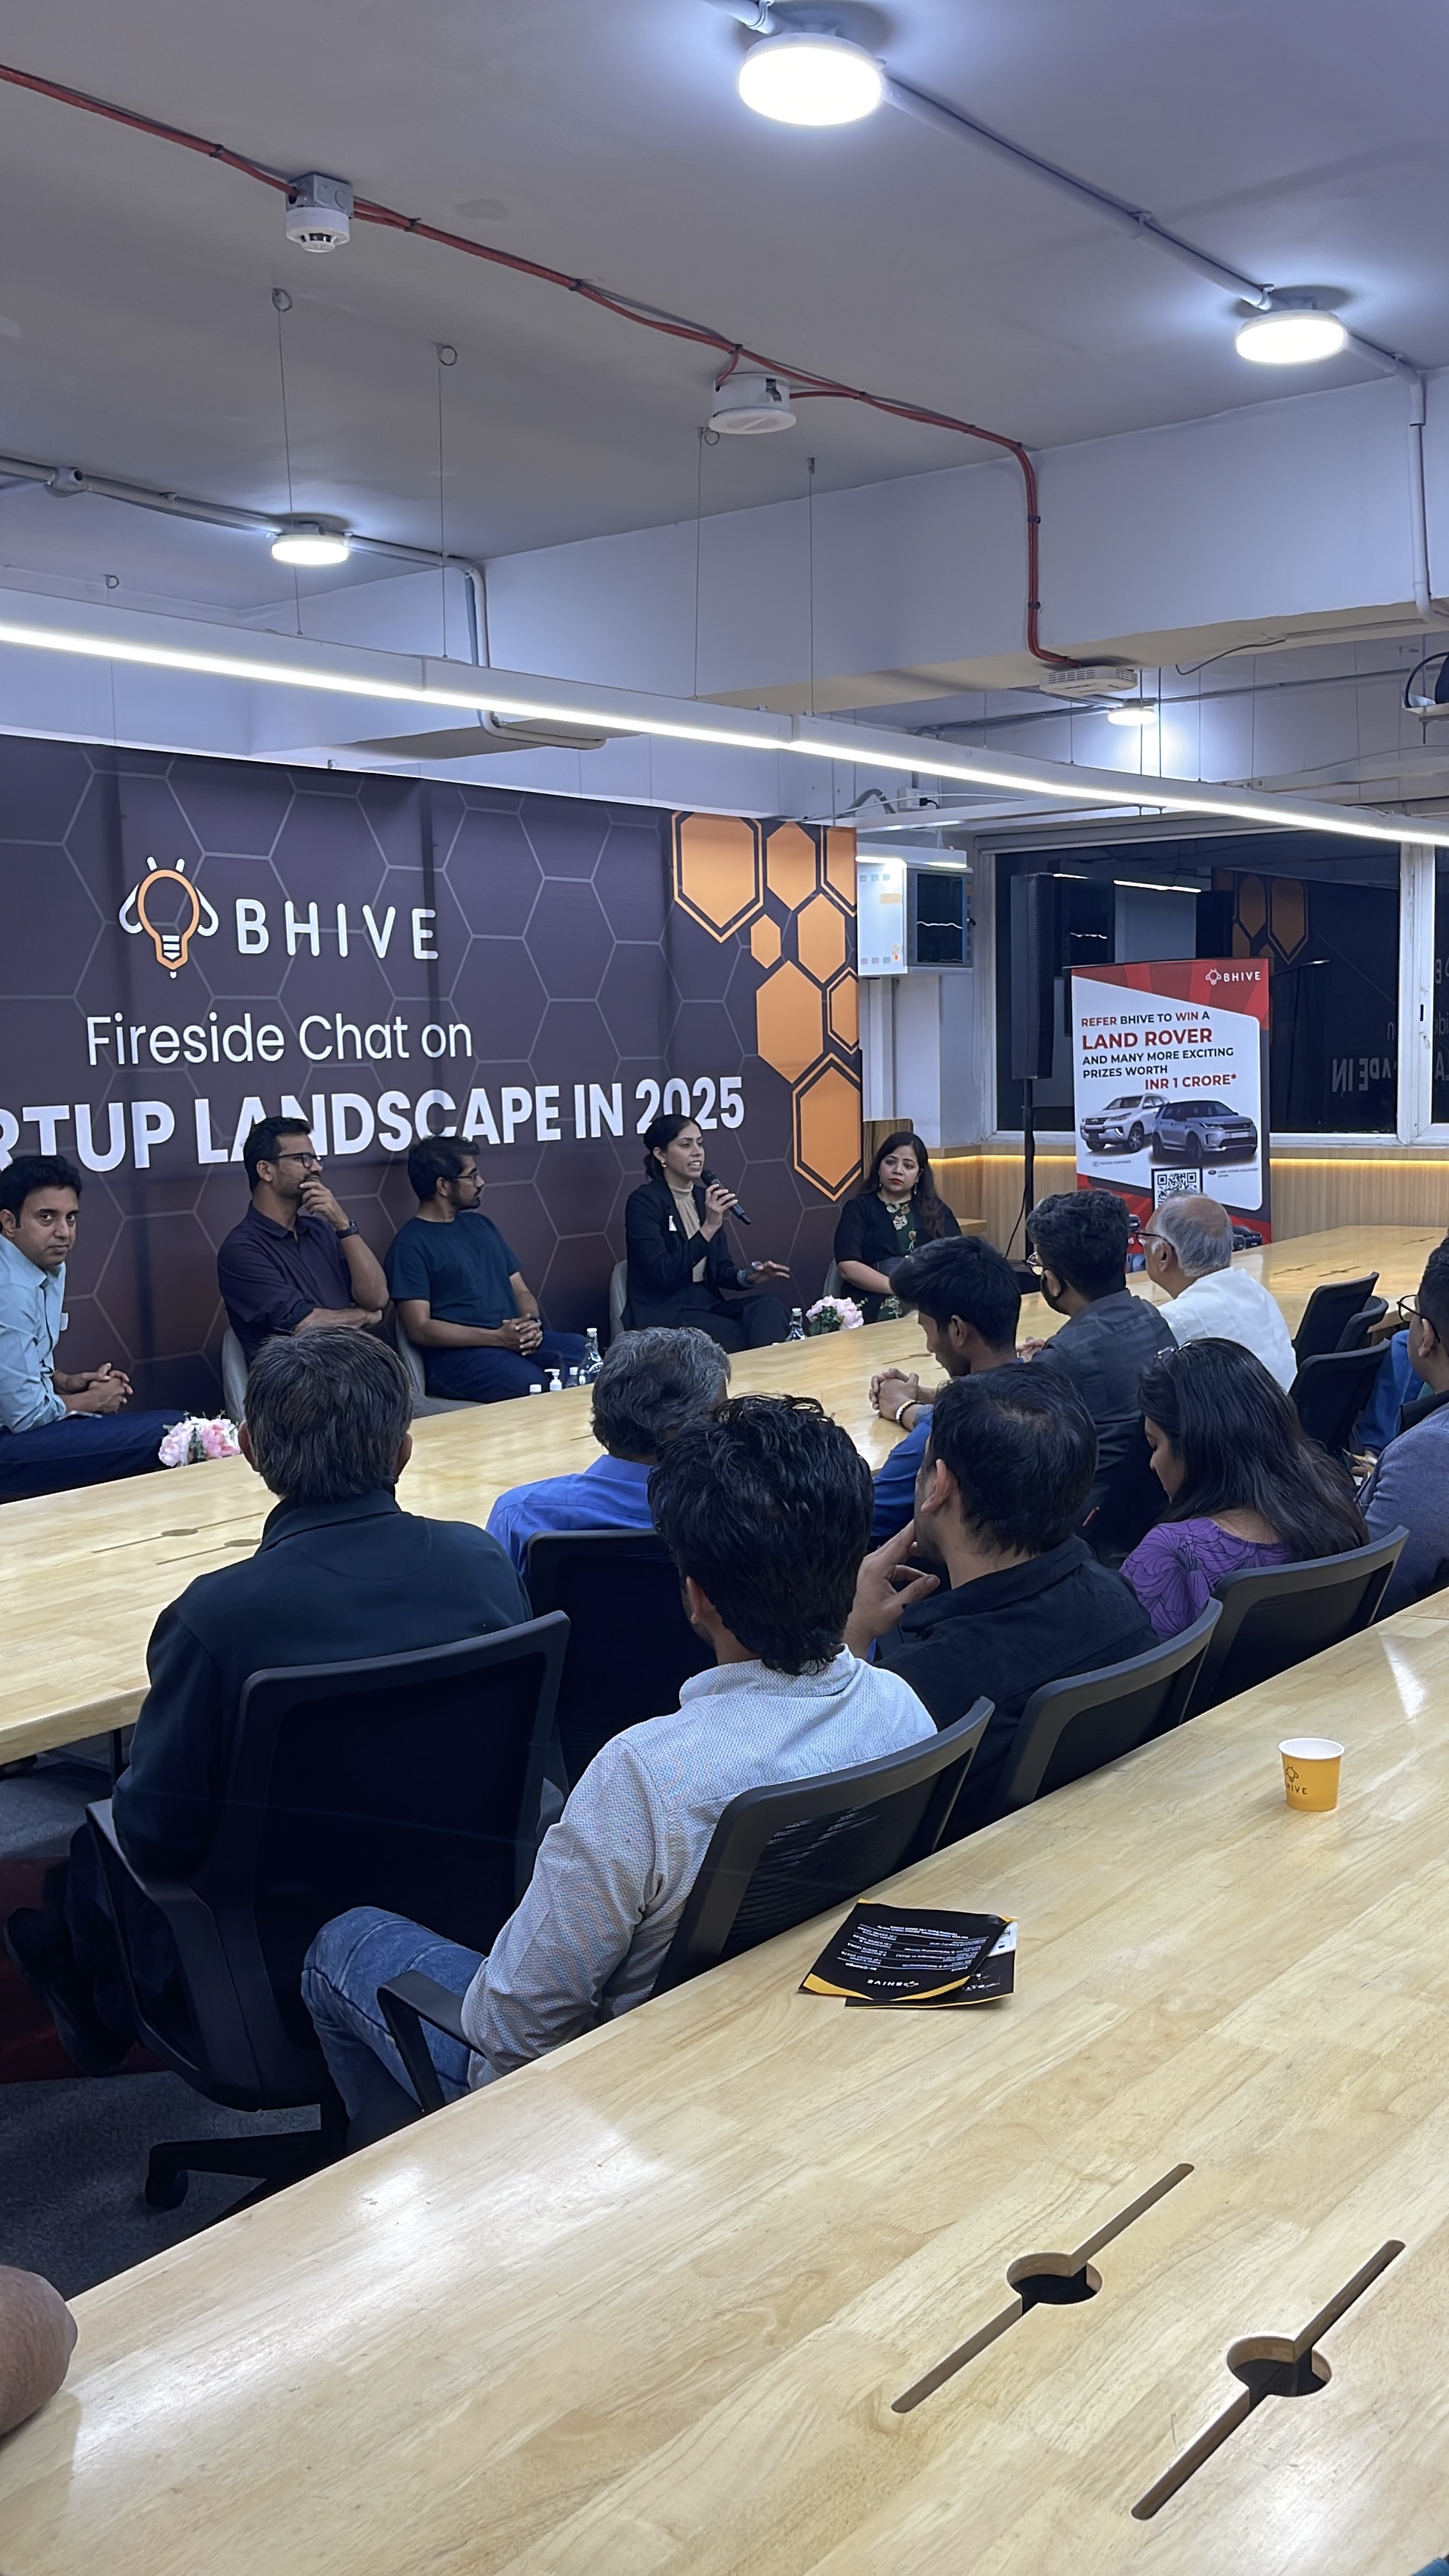 BHIVE
Fireside Chat on
RTUP LANDSCAPE IN 2025
BHIVE
REFER BHIVE TO WIN A
LAND ROVER
AND MANY MORE EXCITING
PRIZES WORTH
INR 1 CRORE*
BHIVE
BHIVE